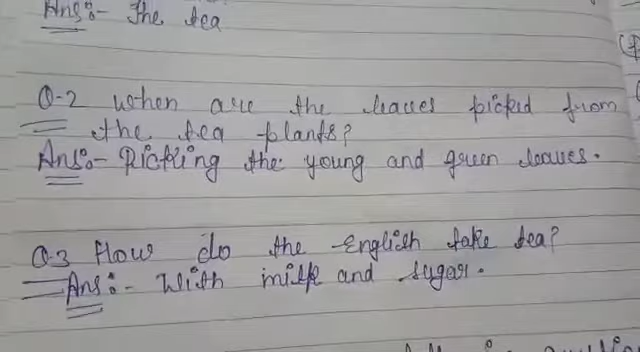 Ans:- The tea
Q-2 When are the leaves picked from
the tea plants?
Ans:- Picking the young and green leaves.
Q.3 How do the English take tea?
Ans:- With milk and sugar.